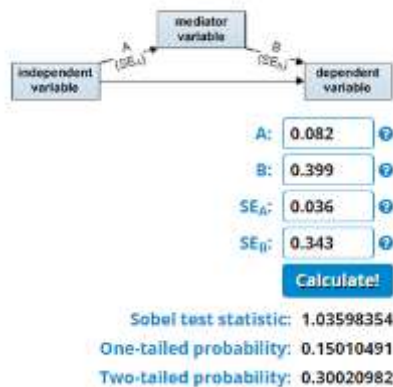 mediator
variable
A
(SEA)
B
(SEB)
independent
variable
dependent
variable
A: 0.082
B: 0.399
SEA: 0.036
SEB: 0.343
Calculate!
Sobel test statistic: 1.03598354
One-tailed probability: 0.15010491
Two-tailed probability: 0.30020982